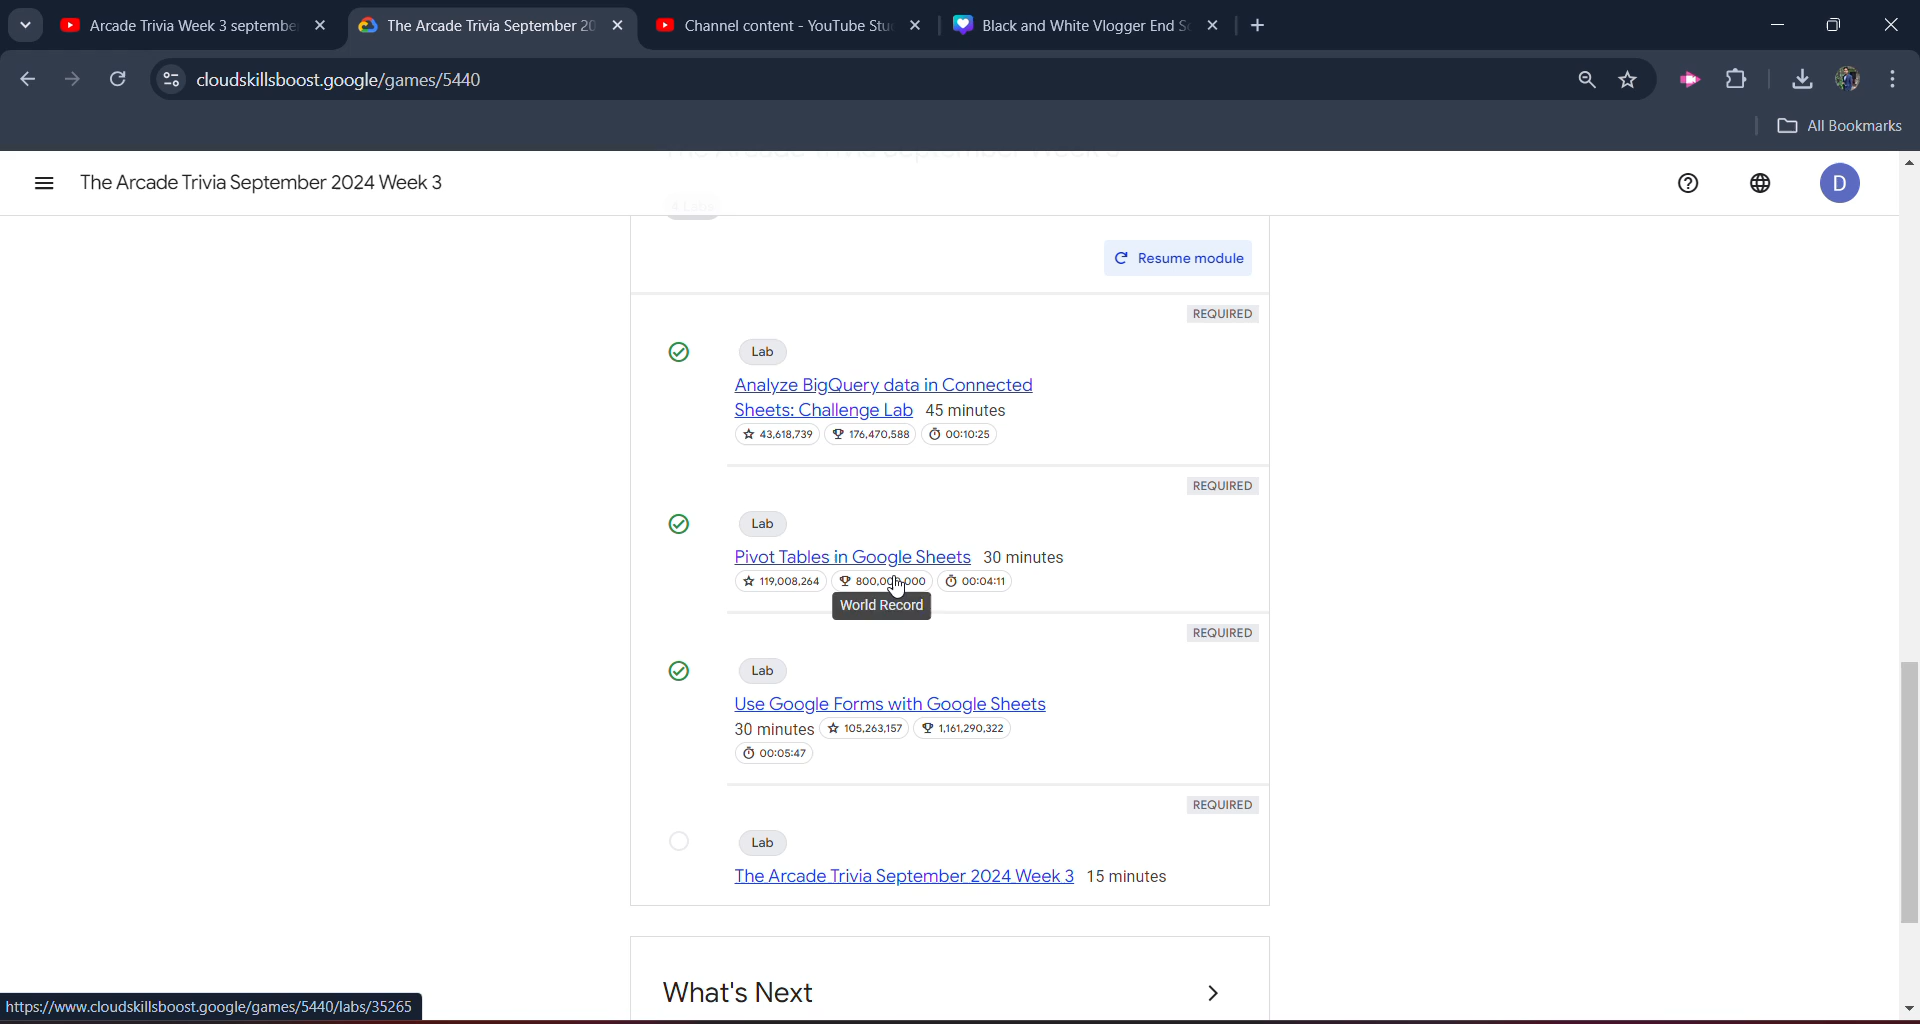 Arcade Trivia Week 3 septembe
The Arcade Trivia September 20
Channel content - YouTube Stu
Black and White Vlogger End S
cloudskillsboost.google/games/5440
All Bookmarks
The Arcade Trivia September 2024 Week 3
D
Resume module
REQUIRED
Lab
Analyze BigQuery data in Connected
Sheets: Challenge Lab 45 minutes
43,618,739 176,470,588 00:10:25
REQUIRED
Lab
Pivot Tables in Google Sheets 30 minutes
119,008,264 00:04:11
World Record
REQUIRED
Lab
Use Google Forms with Google Sheets
30 minutes 105,263,157 1,161,290,322
00:05:47
REQUIRED
Lab
The Arcade Trivia September 2024 Week 3 15 minutes
What's Next
https://www.cloudskillsboost.google/games/5440/labs/35265